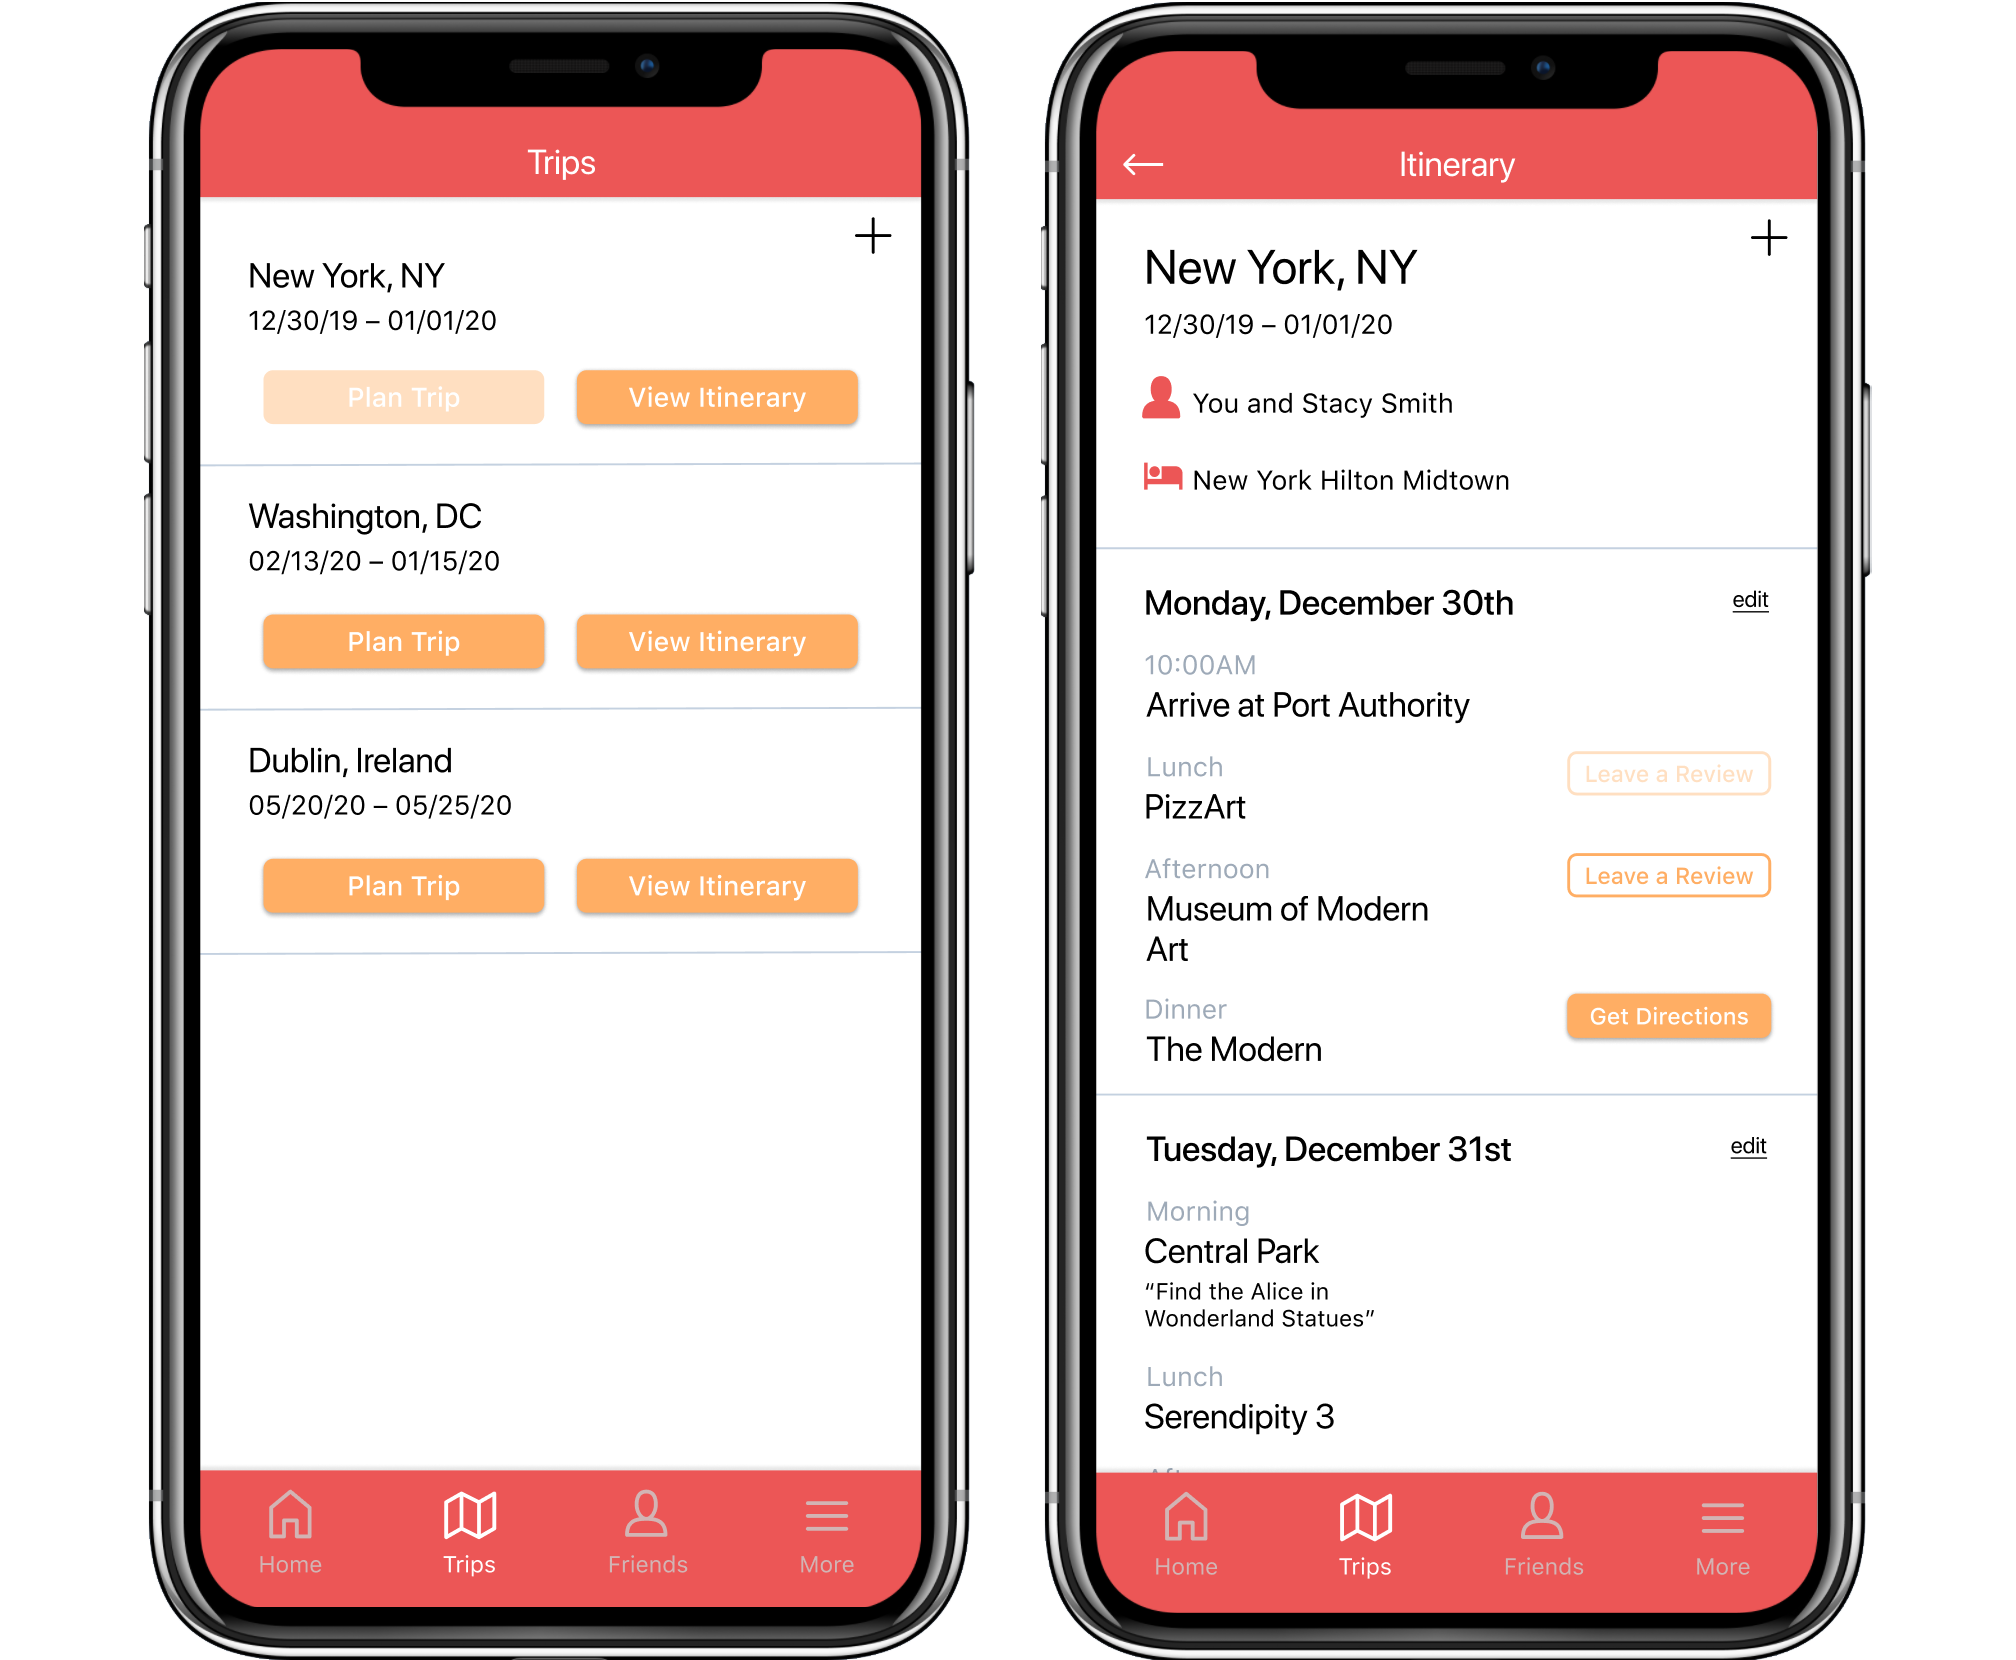 Trips
New York, NY
12/30/19 – 01/01/20
Plan Trip
View Itinerary
Washington, DC
02/13/20 – 01/15/20
Plan Trip
View Itinerary
Dublin, Ireland
05/20/20 – 05/25/20
Plan Trip
View Itinerary
Home
Trips
Friends
More
Itinerary
New York, NY
12/30/19 – 01/01/20
You and Stacy Smith
New York Hilton Midtown
Monday, December 30th
edit
10:00AM
Arrive at Port Authority
Lunch
Leave a Review
PizzArt
Afternoon
Leave a Review
Museum of Modern
Art
Dinner
Get Directions
The Modern
Tuesday, December 31st
edit
Morning
Central Park
“Find the Alice in
Wonderland Statues”
Lunch
Serendipity 3
Home
Trips
Friends
More